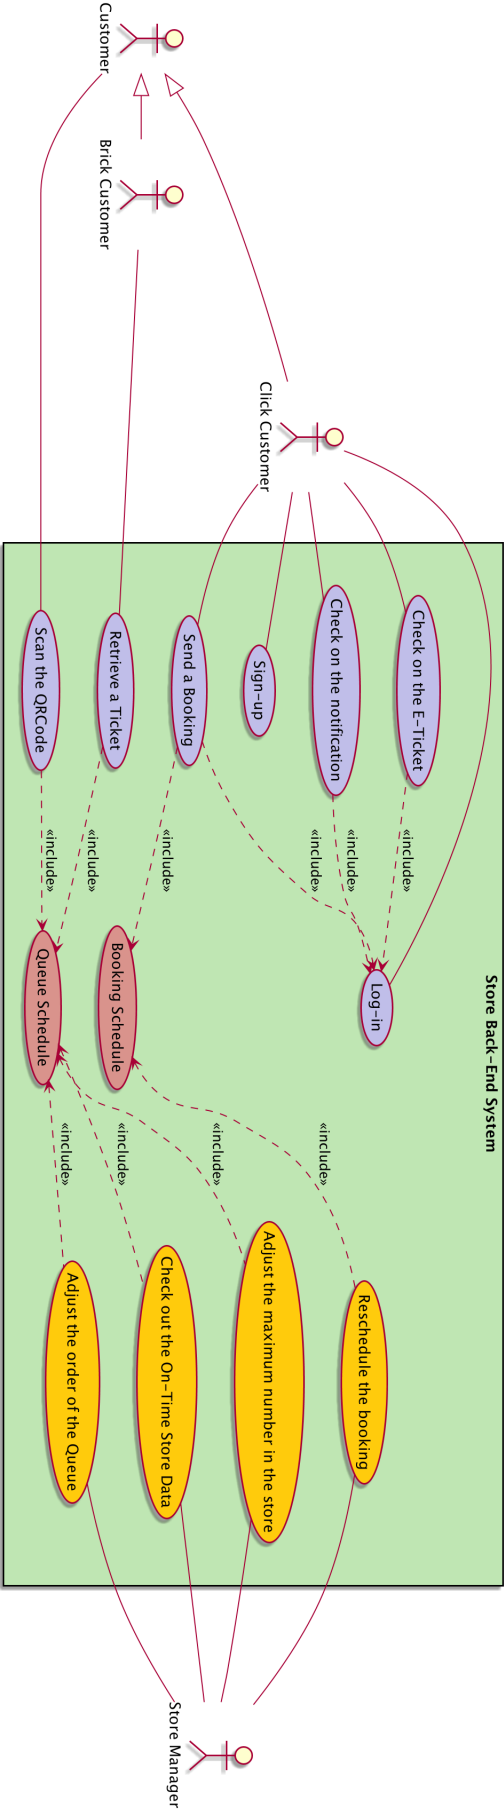 Store Back-End System
Customer
Brick Customer
Click Customer
Check on the E-Ticket
Check on the notification
Sign-up
Send a Booking
Retrieve a Ticket
Scan the QRCode
«include»
«include»
«include»
«include»
«include»
«include»
Log-in
Booking Schedule
Queue Schedule
«include»
«include»
«include»
«include»
Reschedule the booking
Adjust the maximum number in the store
Check out the On-Time Store Data
Adjust the order of the Queue
Store Manager